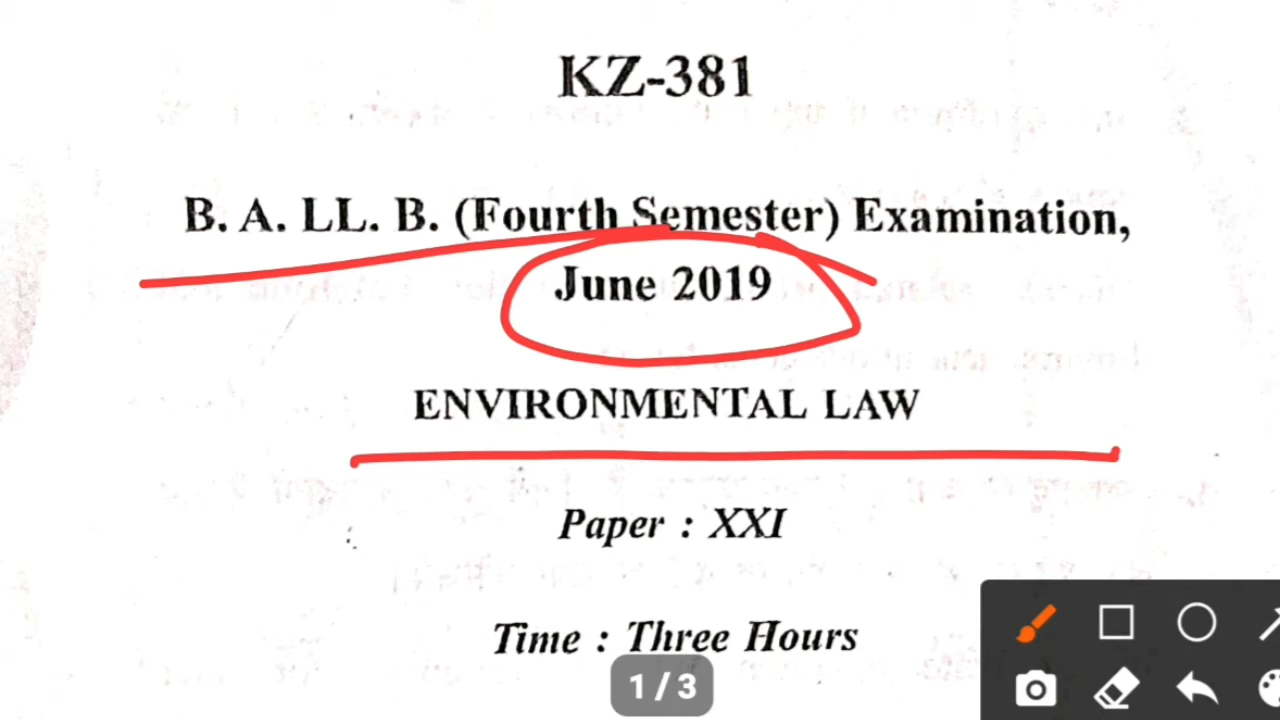 KZ-381
B. A. LL. B. (Fourth Semester) Examination,
June 2019
ENVIRONMENTAL LAW
Paper : XXI
Time : Three Hours
1 / 3